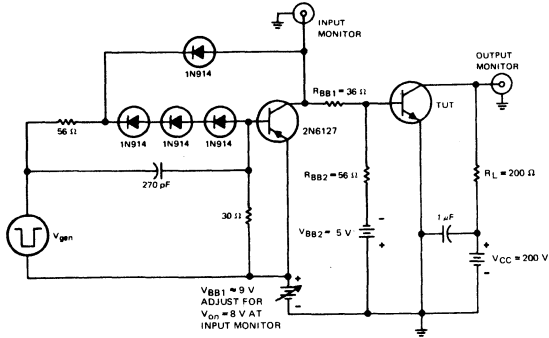 INPUT
MONITOR
OUTPUT
MONITOR
1N914
RBB1 = 36 Ω
TUT
56 Ω
1N914
1N914
1N914
2N6127
270 pF
RBB2 = 56 Ω
RL = 200 Ω
30 Ω
1 μF
Vgen
VBB2 = 5 V
−
+
+
−
VCC = 200 V
VBB1 ≈ 9 V
ADJUST FOR
Von = 8 V AT
INPUT MONITOR
+
−